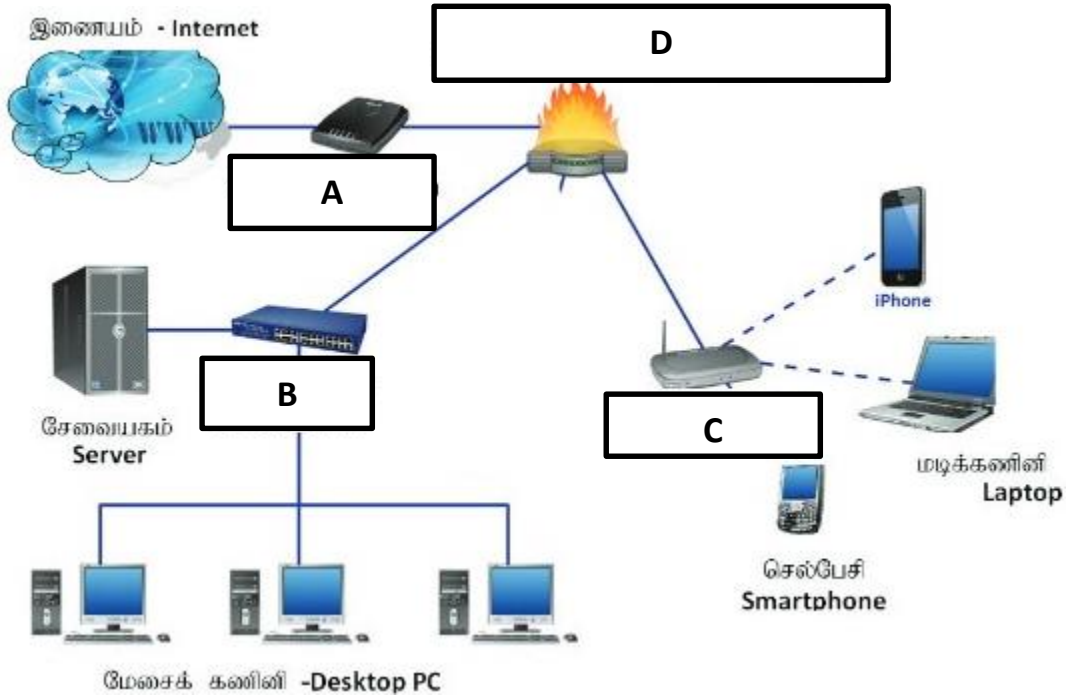 இணையம் - Internet
D
A
iPhone
B
C
சேவையகம்
Server
மடிக்கணினி
Laptop
செல்பேசி
Smartphone
மேசைக் கணினி -Desktop PC